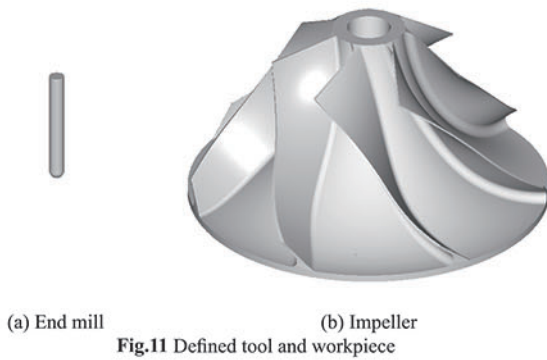 (a) End mill (b) Impeller
Fig.11 Defined tool and workpiece